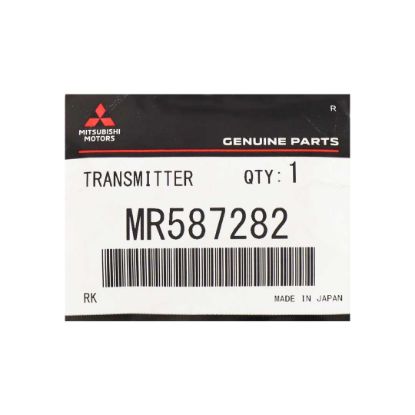 R
MITSUBISHI
MOTORS
GENUINE PARTS
TRANSMITTER QTY: 1
MR587282
RK MADE IN JAPAN